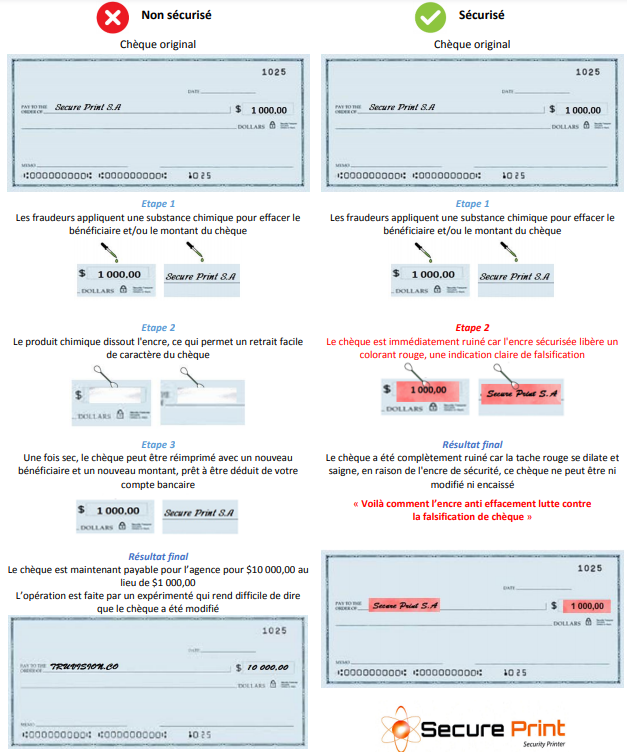 Non sécurisé
Chèque original
1025
DATE
PAY TO THE
ORDER OF
Secure Print S.A
$ 1 000,00
DOLLARS
MEMO
⑆000000000⑆ ⑆000000000⑆ 1025
Etape 1
Les fraudeurs appliquent une substance chimique pour effacer le
bénéficiaire et/ou le montant du chèque
$ 1 000,00
DOLLARS
Secure Print S.A
Etape 2
Le produit chimique dissout l'encre, ce qui permet un retrait facile
de caractère du chèque
$
DOLLARS
Etape 3
Une fois sec, le chèque peut être réimprimé avec un nouveau
bénéficiaire et un nouveau montant, prêt à être déduit de votre
compte bancaire
$ 1 000,00
DOLLARS
Secure Print S.A
Résultat final
Le chèque est maintenant payable pour l'agence pour $10 000,00 au
lieu de $1 000,00
L'opération est faite par un expérimenté qui rend difficile de dire
que le chèque a été modifié
1025
DATE
PAY TO THE
ORDER OF
TRUVISION.CO
$ 10 000,00
DOLLARS
MEMO
⑆000000000⑆ ⑆000000000⑆ 1025
Sécurisé
Chèque original
1025
DATE
PAY TO THE
ORDER OF
Secure Print S.A
$ 1 000,00
DOLLARS
MEMO
⑆000000000⑆ ⑆000000000⑆ 1025
Etape 1
Les fraudeurs appliquent une substance chimique pour effacer le
bénéficiaire et/ou le montant du chèque
$ 1 000,00
DOLLARS
Secure Print S.A
Etape 2
Le chèque est immédiatement ruiné car l'encre sécurisée libère un
colorant rouge, une indication claire de falsification
$ 1 000,00
DOLLARS
Secure Print S.A
Résultat final
Le chèque a été complètement ruiné car la tache rouge se dilate et
saigne, en raison de l'encre de sécurité, ce chèque ne peut être ni
modifié ni encaissé
« Voilà comment l'encre anti effacement lutte contre
la falsification de chèque »
1025
DATE
PAY TO THE
ORDER OF
Secure Print S.A
$ 1 000,00
DOLLARS
MEMO
⑆000000000⑆ ⑆000000000⑆ 1025
Secure Print
Security Printer